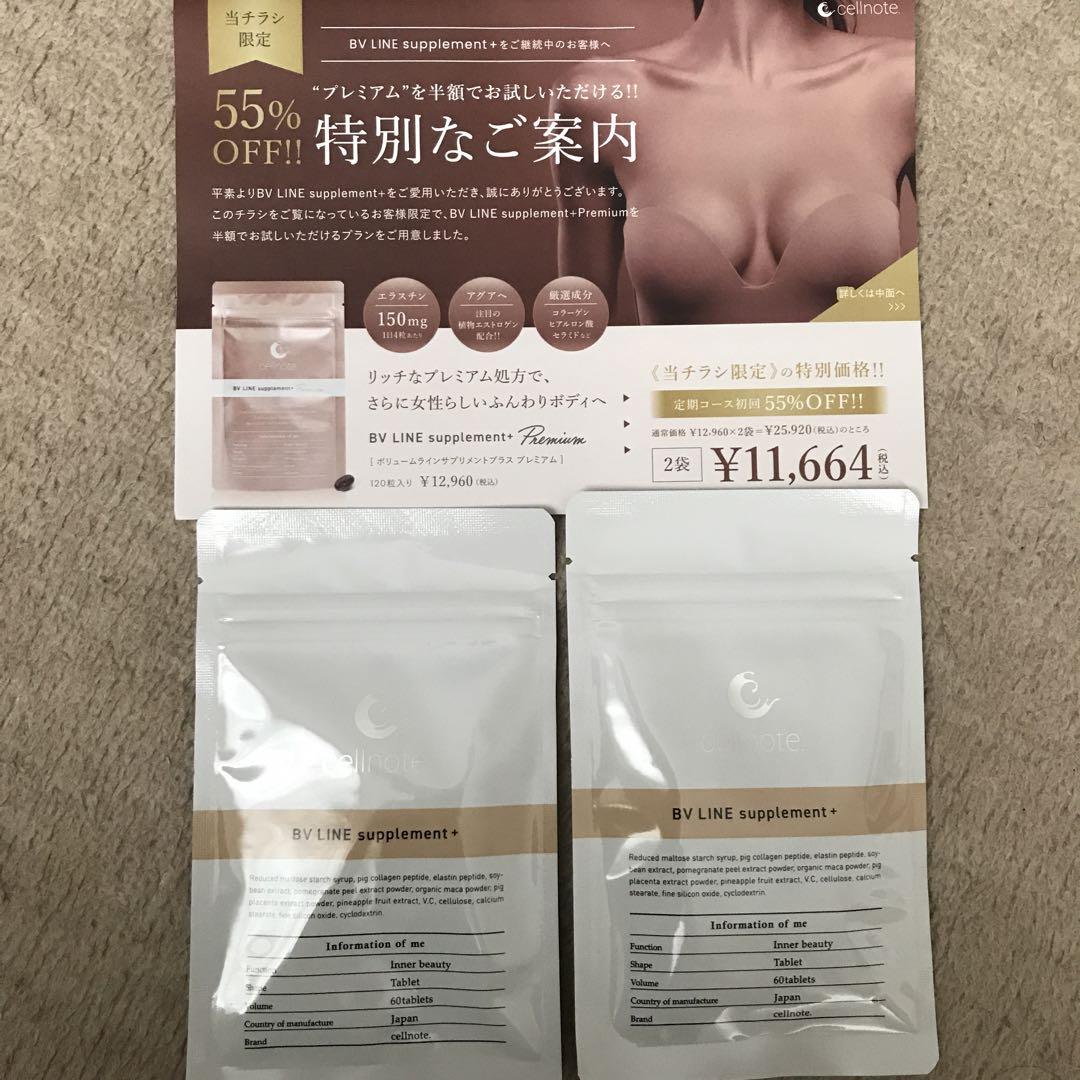 当チラシ
限定
cellnote.
BV LINE supplement+をご継続中のお客様へ
55%
OFF!!
“プレミアム”を半額でお試しいただける!!
特別なご案内
平素よりBV LINE supplement+をご愛用いただき、誠にありがとうございます。
このチラシをご覧になっているお客様限定で、BV LINE supplement+Premiumを
半額でお試しいただけるプランをご用意しました。
詳しくは中面へ
>>>
エラスチン
150mg
1日4粒あたり
アグアヘ
注目の
植物エストロゲン
配合!!
厳選成分
コラーゲン
ヒアルロン酸
セラミドなど
cellnote.
BV LINE supplement+ Premium
リッチなプレミアム処方で、
さらに女性らしいふんわりボディへ
BV LINE supplement+ Premium
[ ボリュームラインサプリメントプラス プレミアム ]
120粒入り ¥12,960(税込)
《当チラシ限定》の特別価格!!
定期コース初回 55%OFF!!
通常価格 ¥12,960×2袋=¥25,920(税込)のところ
2袋 ¥11,664(税込)
cellnote.
BV LINE supplement+
Reduced maltose starch syrup, pig collagen peptide, elastin peptide, soy-
bean extract, pomegranate peel extract powder, organic maca powder, pig
placenta extract powder, pineapple fruit extract, V.C, cellulose, calcium
stearate, fine silicon oxide, cyclodextrin.
Information of me
Function Inner beauty
Shape Tablet
Volume 60tablets
Country of manufacture Japan
Brand cellnote.
cellnote.
BV LINE supplement+
Reduced maltose starch syrup, pig collagen peptide, elastin peptide, soy-
bean extract, pomegranate peel extract powder, organic maca powder, pig
placenta extract powder, pineapple fruit extract, V.C, cellulose, calcium
stearate, fine silicon oxide, cyclodextrin.
Information of me
Function Inner beauty
Shape Tablet
Volume 60tablets
Country of manufacture Japan
Brand cellnote.